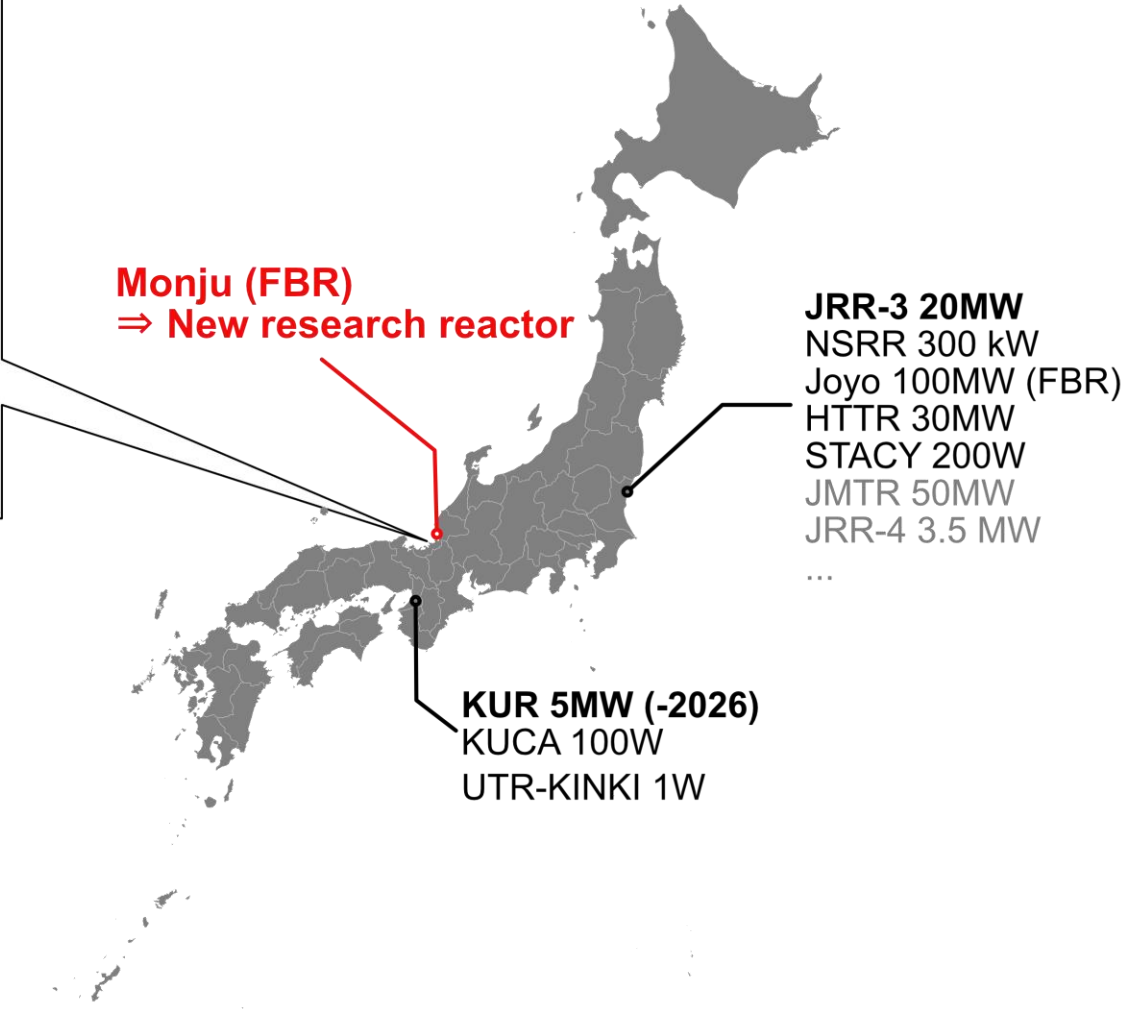 Monju (FBR)
⇒ New research reactor
JRR-3 20MW
NSRR 300 kW
Joyo 100MW (FBR)
HTTR 30MW
STACY 200W
JMTR 50MW
JRR-4 3.5 MW
...
KUR 5MW (-2026)
KUCA 100W
UTR-KINKI 1W